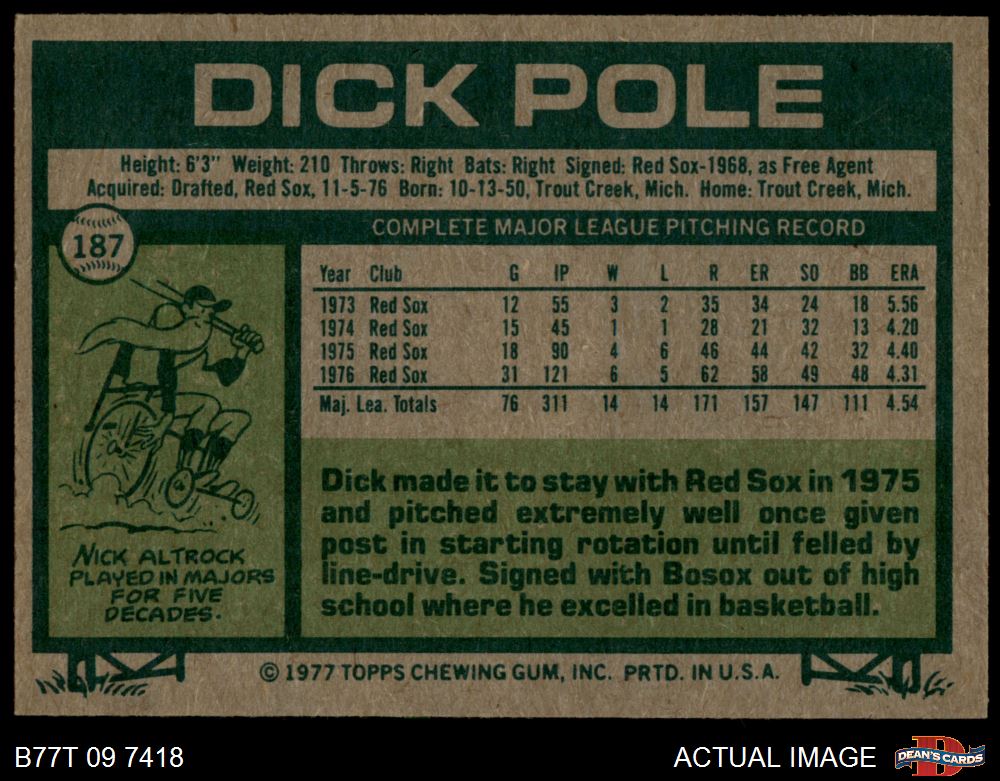 DICK POLE
Height: 6'3" Weight: 210 Throws: Right Bats: Right Signed: Red Sox-1968, as Free Agent
Acquired: Drafted, Red Sox, 11-5-76 Born: 10-13-50, Trout Creek, Mich. Home: Trout Creek, Mich.
187
COMPLETE MAJOR LEAGUE PITCHING RECORD
Year Club G IP W L R ER SO BB ERA
1973 Red Sox 12 55 3 2 35 34 24 18 5.56
1974 Red Sox 15 45 1 1 28 21 32 13 4.20
1975 Red Sox 18 90 4 6 46 44 42 32 4.40
1976 Red Sox 31 121 6 5 62 58 49 48 4.31
Maj. Lea. Totals 76 311 14 14 171 157 147 111 4.54
NICK ALTROCK
PLAYED IN MAJORS
FOR FIVE
DECADES.
Dick made it to stay with Red Sox in 1975
and pitched extremely well once given
post in starting rotation until felled by
line-drive. Signed with Bosox out of high
school where he excelled in basketball.
© 1977 TOPPS CHEWING GUM, INC. PRTD. IN U.S.A.
B77T 09 7418
ACTUAL IMAGE
D
DEAN'S CARDS